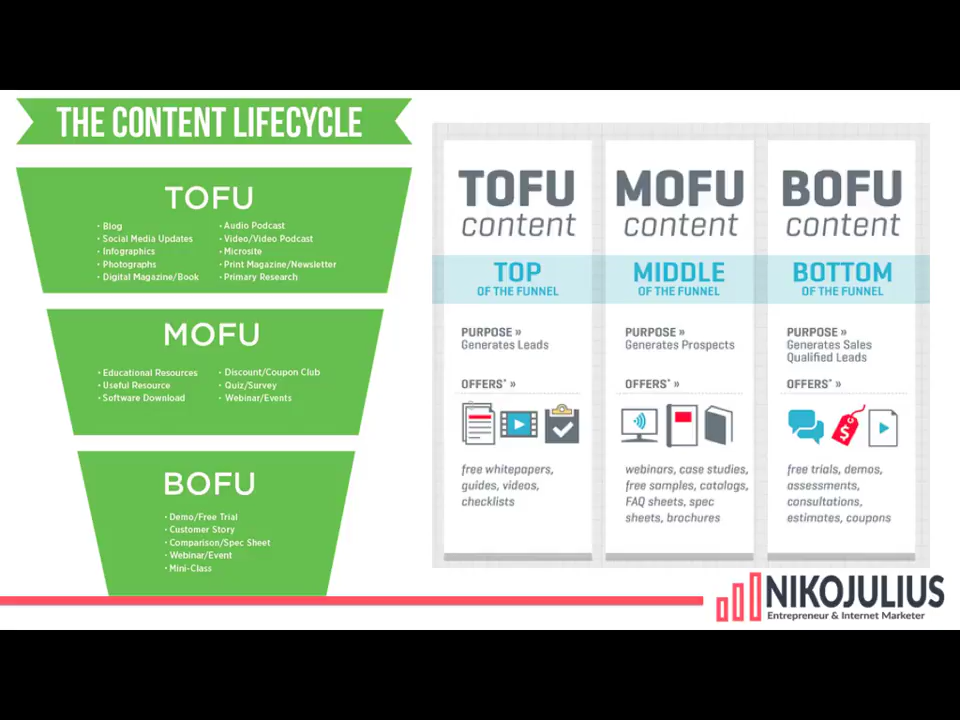 THE CONTENT LIFECYCLE
TOFU
• Blog
• Social Media Updates
• Infographics
• Photographs
• Digital Magazine/Book
• Audio Podcast
• Video/Video Podcast
• Microsite
• Print Magazine/Newsletter
• Primary Research
MOFU
• Educational Resources
• Useful Resource
• Software Download
• Discount/Coupon Club
• Quiz/Survey
• Webinar/Events
BOFU
• Demo/Free Trial
• Customer Story
• Comparison/Spec Sheet
• Webinar/Event
• Mini-Class
TOFU
content
TOP
OF THE FUNNEL
PURPOSE »
Generates Leads
OFFERS* »
free whitepapers,
guides, videos,
checklists
MOFU
content
MIDDLE
OF THE FUNNEL
PURPOSE »
Generates Prospects
OFFERS* »
webinars, case studies,
free samples, catalogs,
FAQ sheets, spec
sheets, brochures
BOFU
content
BOTTOM
OF THE FUNNEL
PURPOSE »
Generates Sales
Qualified Leads
OFFERS* »
$
free trials, demos,
assessments,
consultations,
estimates, coupons
NIKOJULIUS
Entrepreneur & Internet Marketer